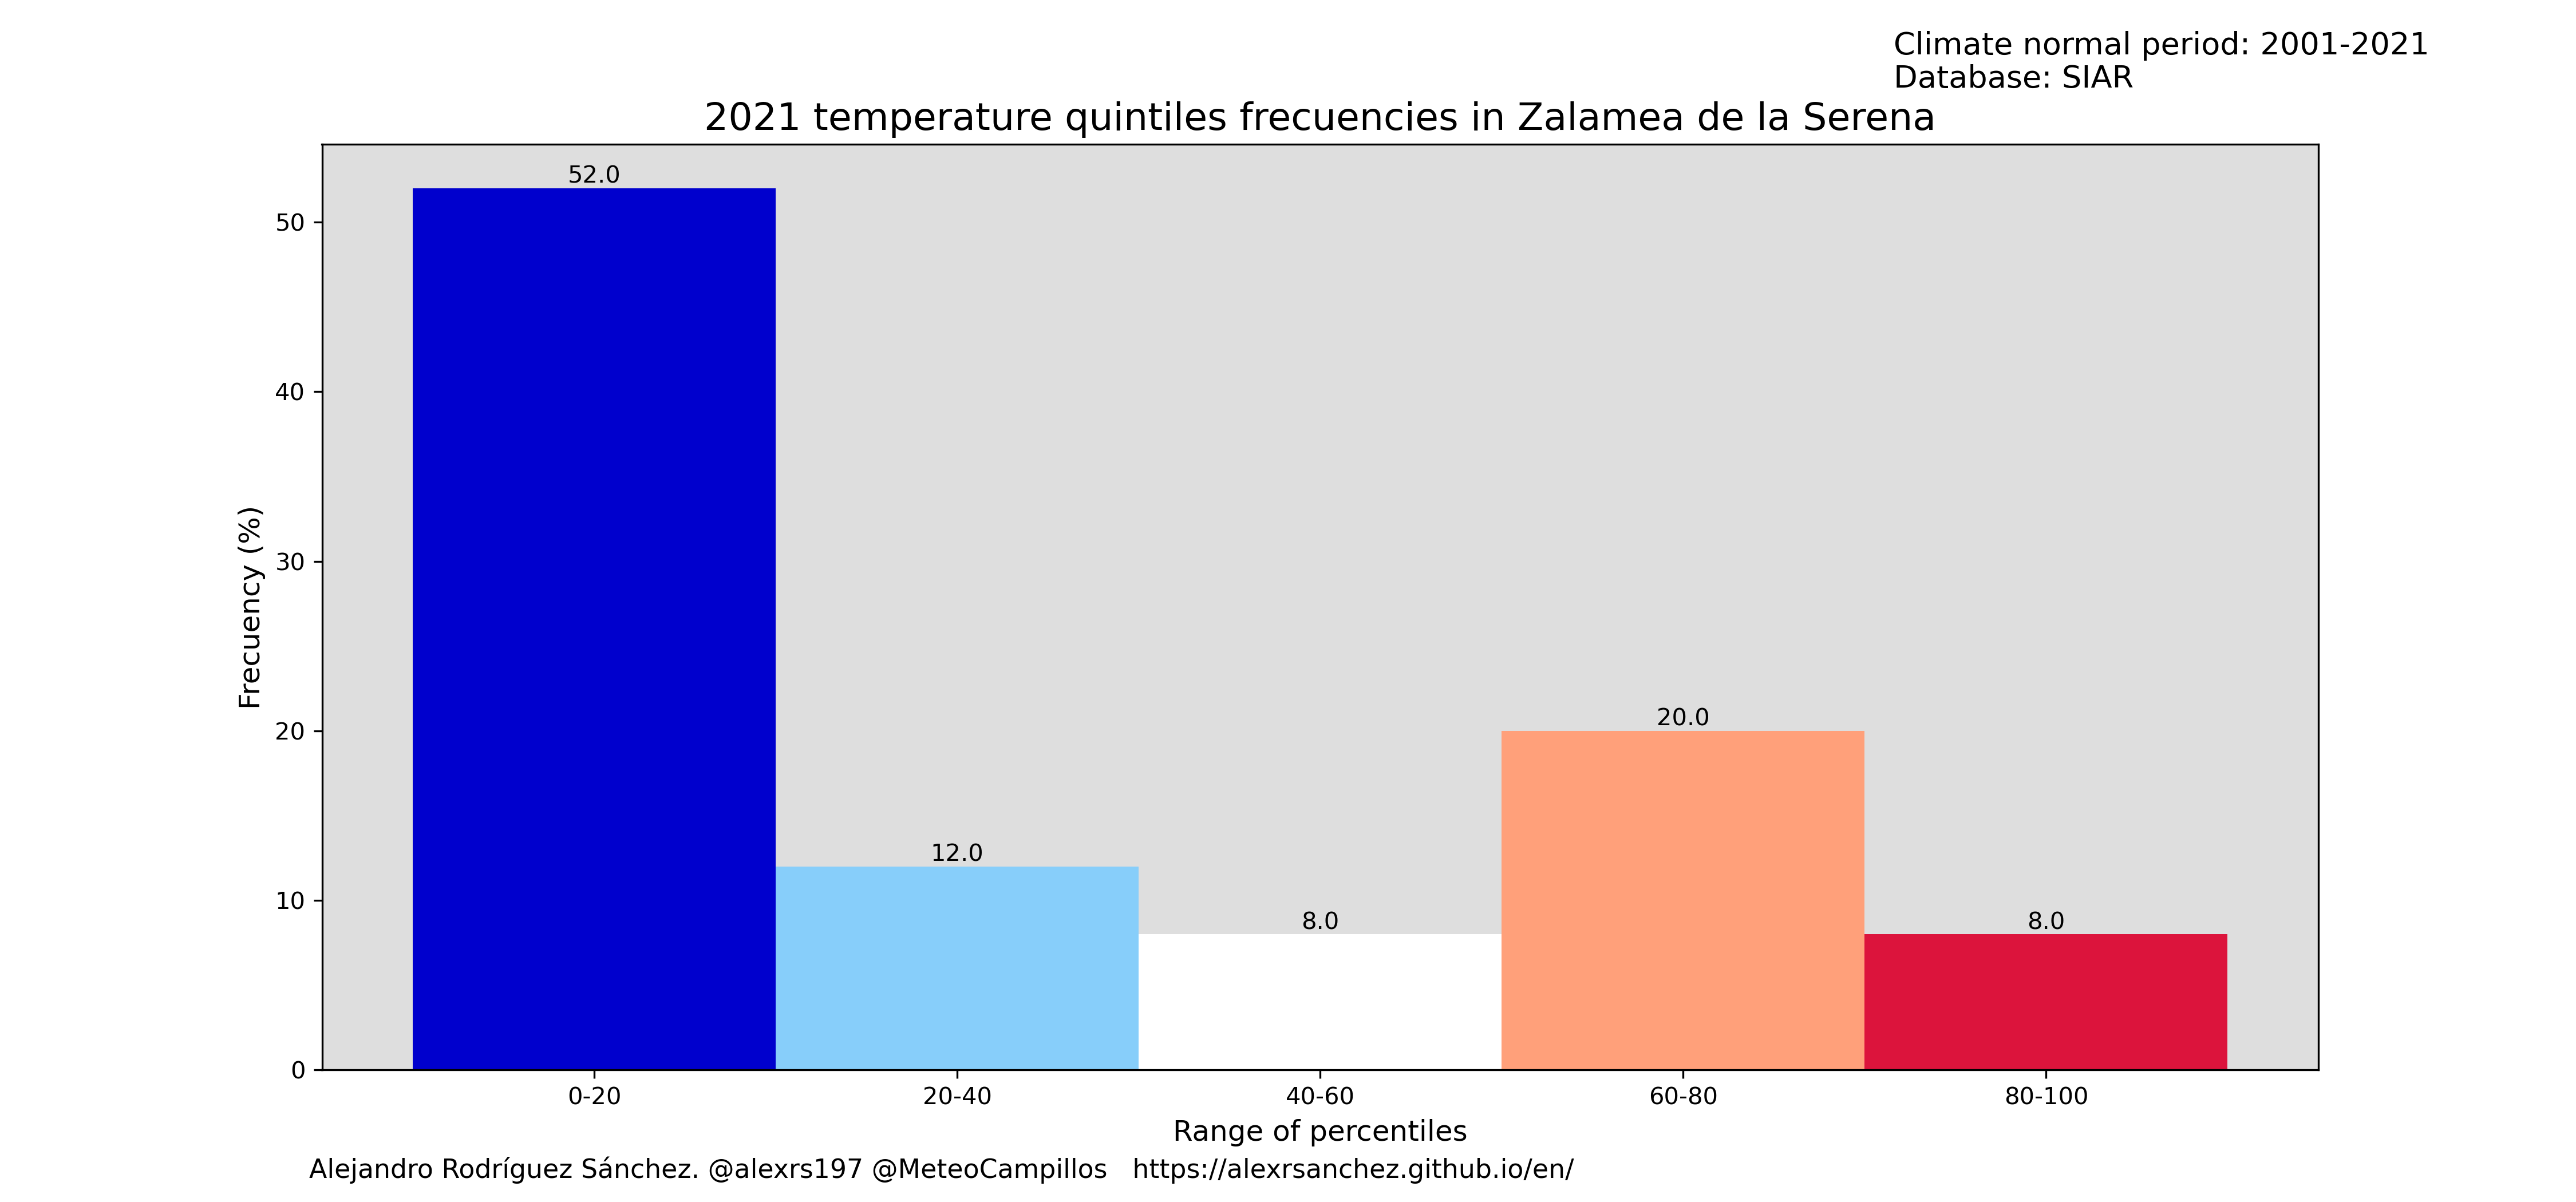 Climate normal period: 2001-2021
Database: SIAR
2021 temperature quintiles frecuencies in Zalamea de la Serena
52.0
50
40
Frecuency (%)
30
20.0
20
12.0
8.0
8.0
10
0
0-20
20-40
40-60
60-80
80-100
Range of percentiles
Alejandro Rodríguez Sánchez. @alexrs197 @MeteoCampillos https://alexrsanchez.github.io/en/